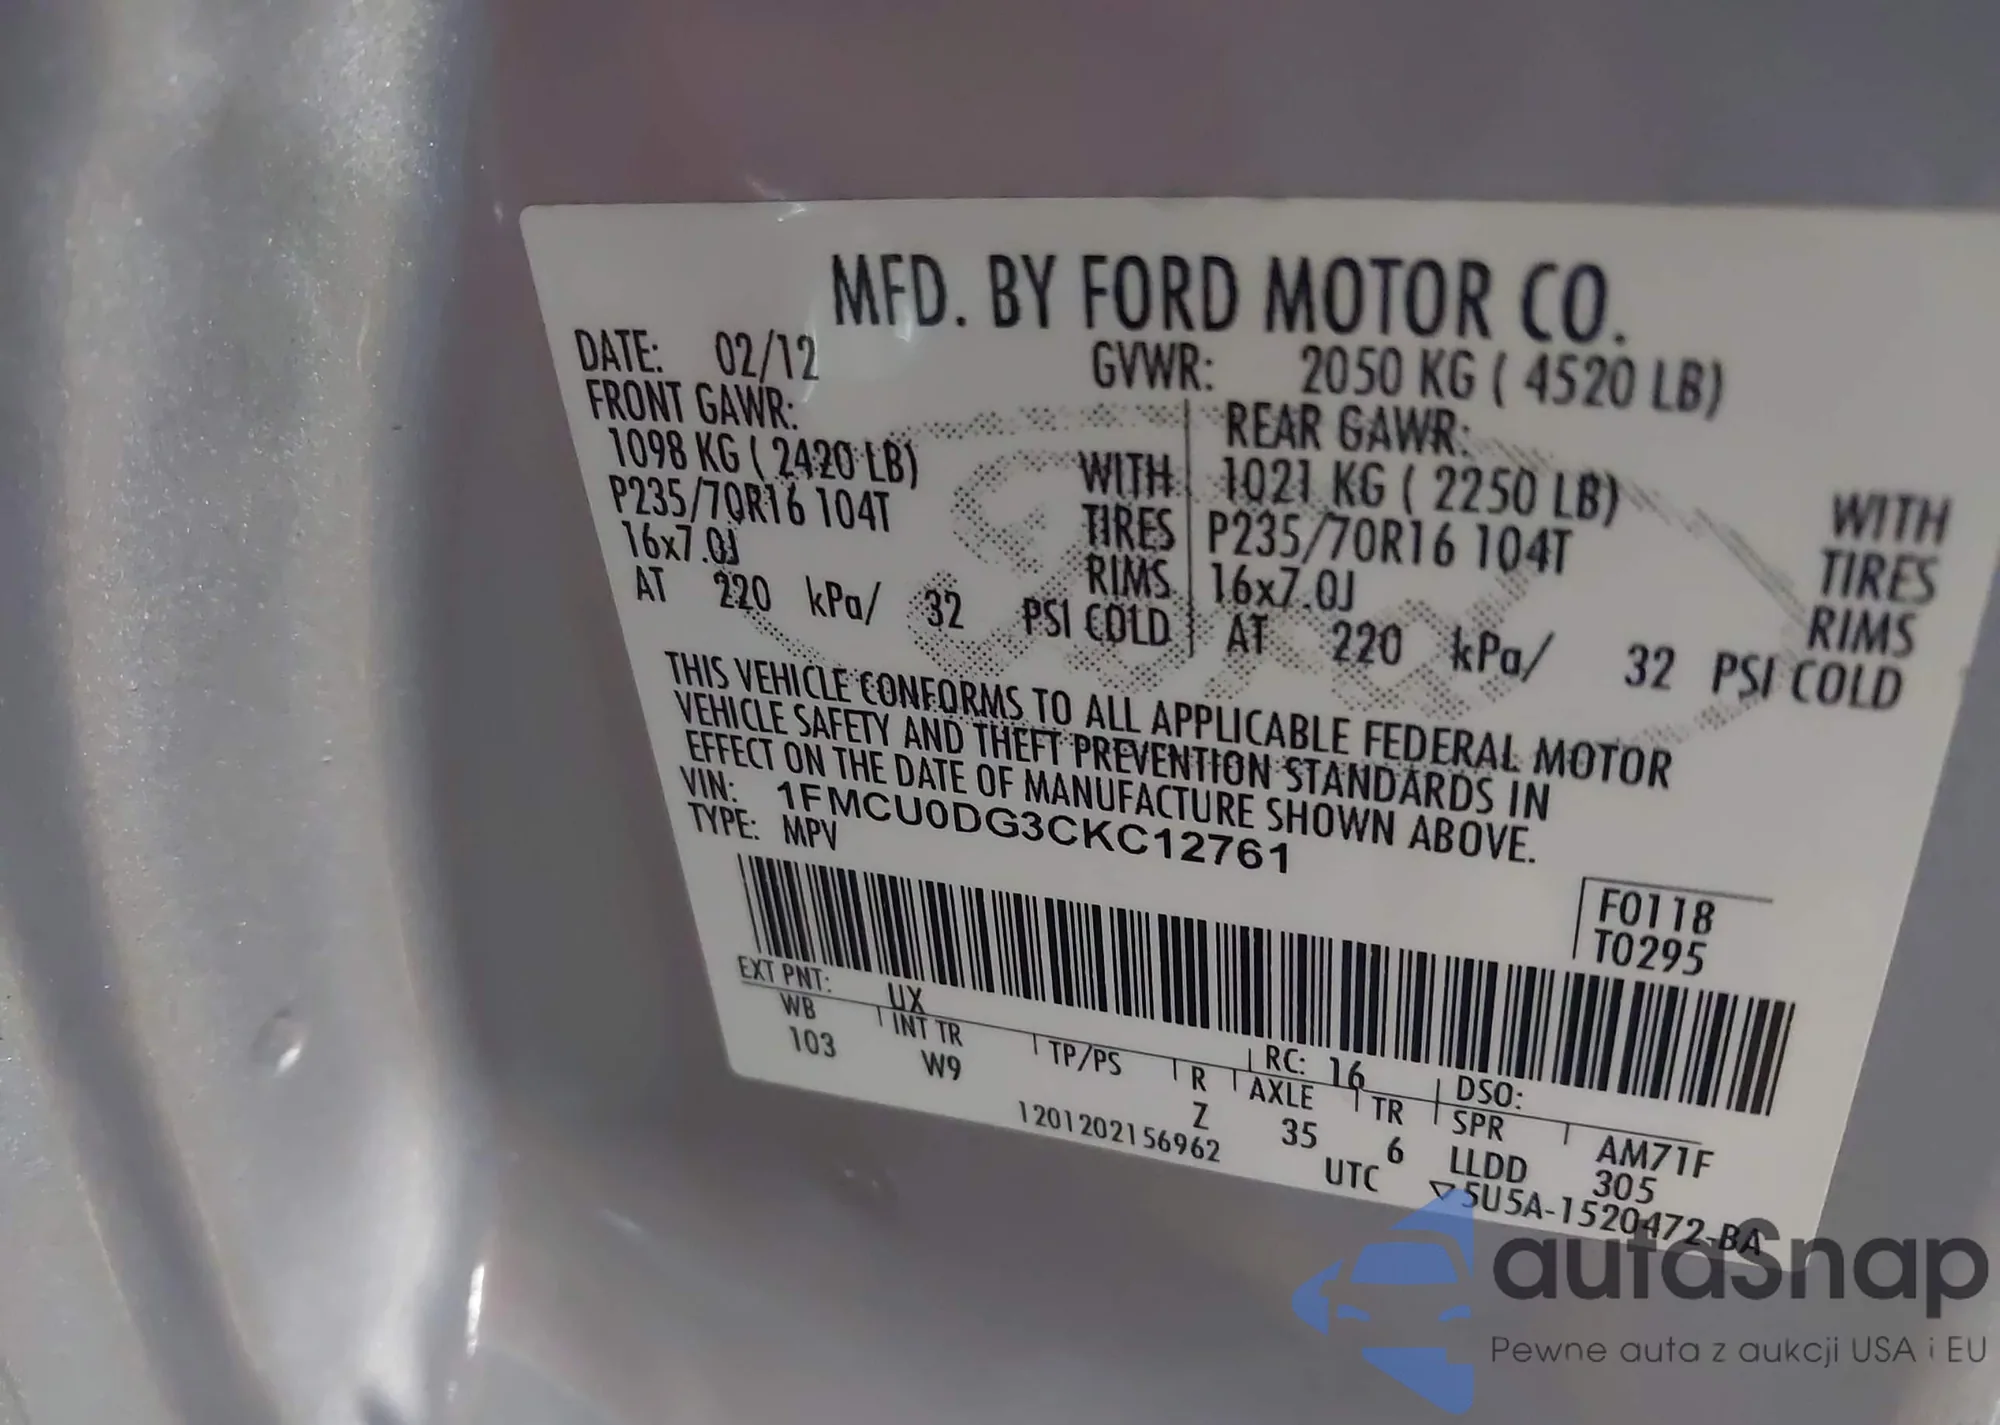 MFD. BY FORD MOTOR CO.
DATE: 02/12 GVWR: 2050 KG ( 4520 LB)
FRONT GAWR: REAR GAWR:
1098 KG ( 2420 LB) WITH 1021 KG ( 2250 LB) WITH
P235/70R16 104T TIRES P235/70R16 104T TIRES
16x7.0J RIMS 16x7.0J RIMS
AT 220 kPa/ 32 PSI COLD AT 220 kPa/ 32 PSI COLD
THIS VEHICLE CONFORMS TO ALL APPLICABLE FEDERAL MOTOR
VEHICLE SAFETY AND THEFT PREVENTION STANDARDS IN
EFFECT ON THE DATE OF MANUFACTURE SHOWN ABOVE.
VIN: 1FMCU0DG3CKC12761
TYPE: MPV
F0118
T0295
EXT PNT: UX RC: 16 DSO:
WB INT TR TP/PS R AXLE TR SPR AM71F
103 W9 Z 35 6 LLDD 305
1201202156962 UTC ▽5U5A-1520472-BA
autaSnap
Pewne auta z aukcji USA i EU